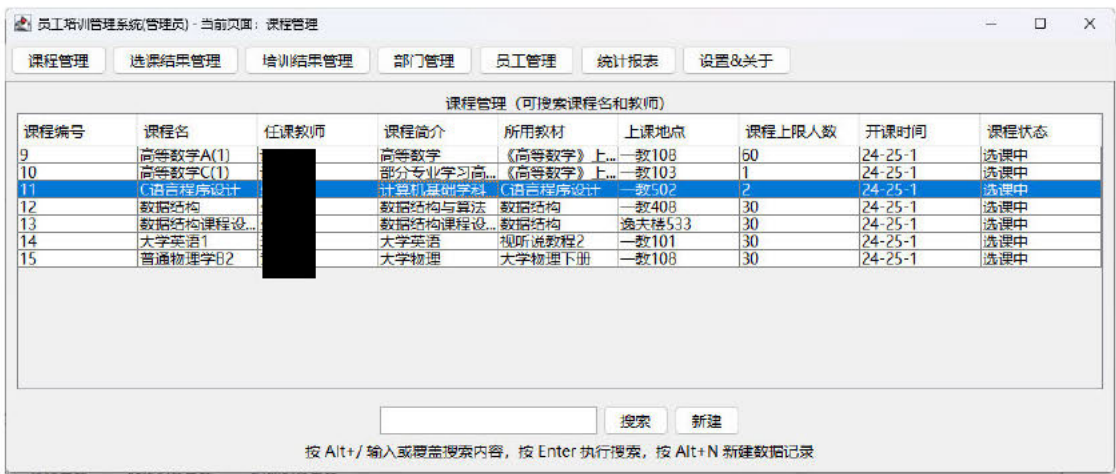 员工培训管理系统(管理员) - 当前页面：课程管理
课程管理 选课结果管理 培训结果管理 部门管理 员工管理 统计报表 设置&关于
课程管理（可搜索课程名和教师）
课程编号 课程名 任课教师 课程简介 所用教材 上课地点 课程上限人数 开课时间 课程状态
9 高等数学A(1) 高等数学 《高等数学》上... 一教108 60 24-25-1 选课中
10 高等数学C(1) 部分专业学习高... 《高等数学》上... 一教103 1 24-25-1 选课中
11 C语言程序设计 计算机基础学科 C语言程序设计 一教502 2 24-25-1 选课中
12 数据结构 数据结构与算法 数据结构 一教408 30 24-25-1 选课中
13 数据结构课程设... 数据结构课程设... 数据结构 逸夫楼533 30 24-25-1 选课中
14 大学英语1 大学英语 视听说教程2 一教101 30 24-25-1 选课中
15 普通物理学B2 大学物理 大学物理下册 一教108 30 24-25-1 选课中
搜索 新建
按 Alt+/ 输入或覆盖搜索内容，按 Enter 执行搜索，按 Alt+N 新建数据记录